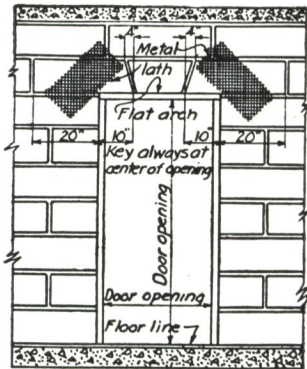 4" 4"
Metal
lath
Flat arch
20" 10" 10" 20"
Key always at
center of opening
Door opening
Door opening
Floor line